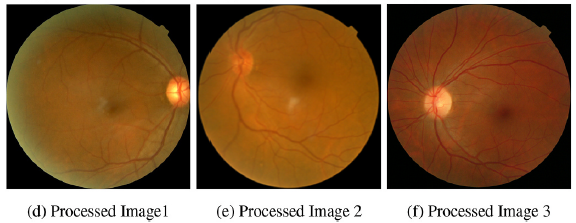 (d) Processed Image1
(e) Processed Image 2
(f) Processed Image 3